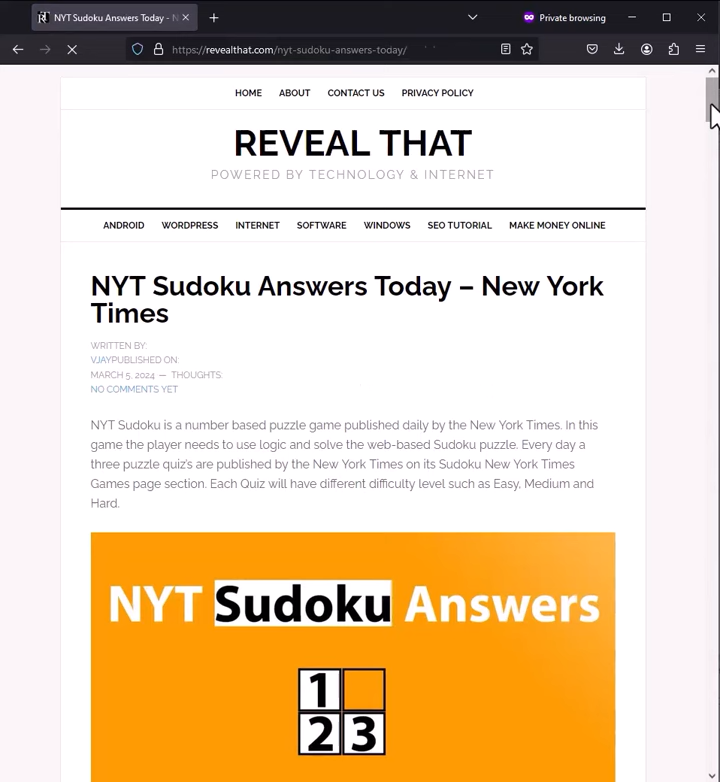 NYT Sudoku Answers Today - N
Private browsing
https://revealthat.com/nyt-sudoku-answers-today/
HOME ABOUT CONTACT US PRIVACY POLICY
REVEAL THAT
POWERED BY TECHNOLOGY & INTERNET
ANDROID WORDPRESS INTERNET SOFTWARE WINDOWS SEO TUTORIAL MAKE MONEY ONLINE
NYT Sudoku Answers Today – New York
Times
WRITTEN BY:
VJAYPUBLISHED ON:
MARCH 5, 2024 — THOUGHTS:
NO COMMENTS YET
NYT Sudoku is a number based puzzle game published daily by the New York Times. In this
game the player needs to use logic and solve the web-based Sudoku puzzle. Every day a
three puzzle quiz's are published by the New York Times on its Sudoku New York Times
Games page section. Each Quiz will have different difficulty level such as Easy, Medium and
Hard.
NYT Sudoku Answers
1
2 3